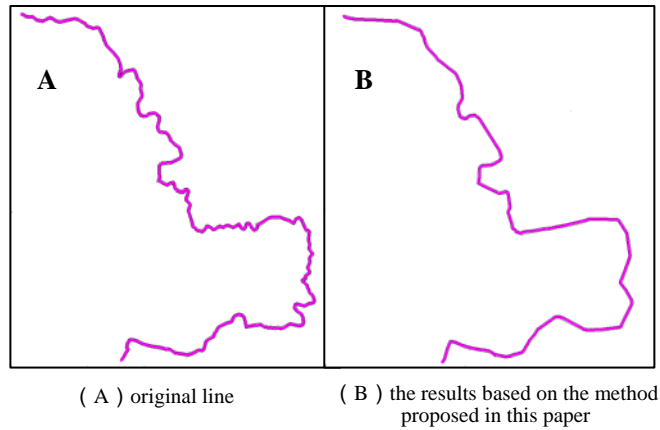 A
B
( A ) original line
( B ) the results based on the method
proposed in this paper